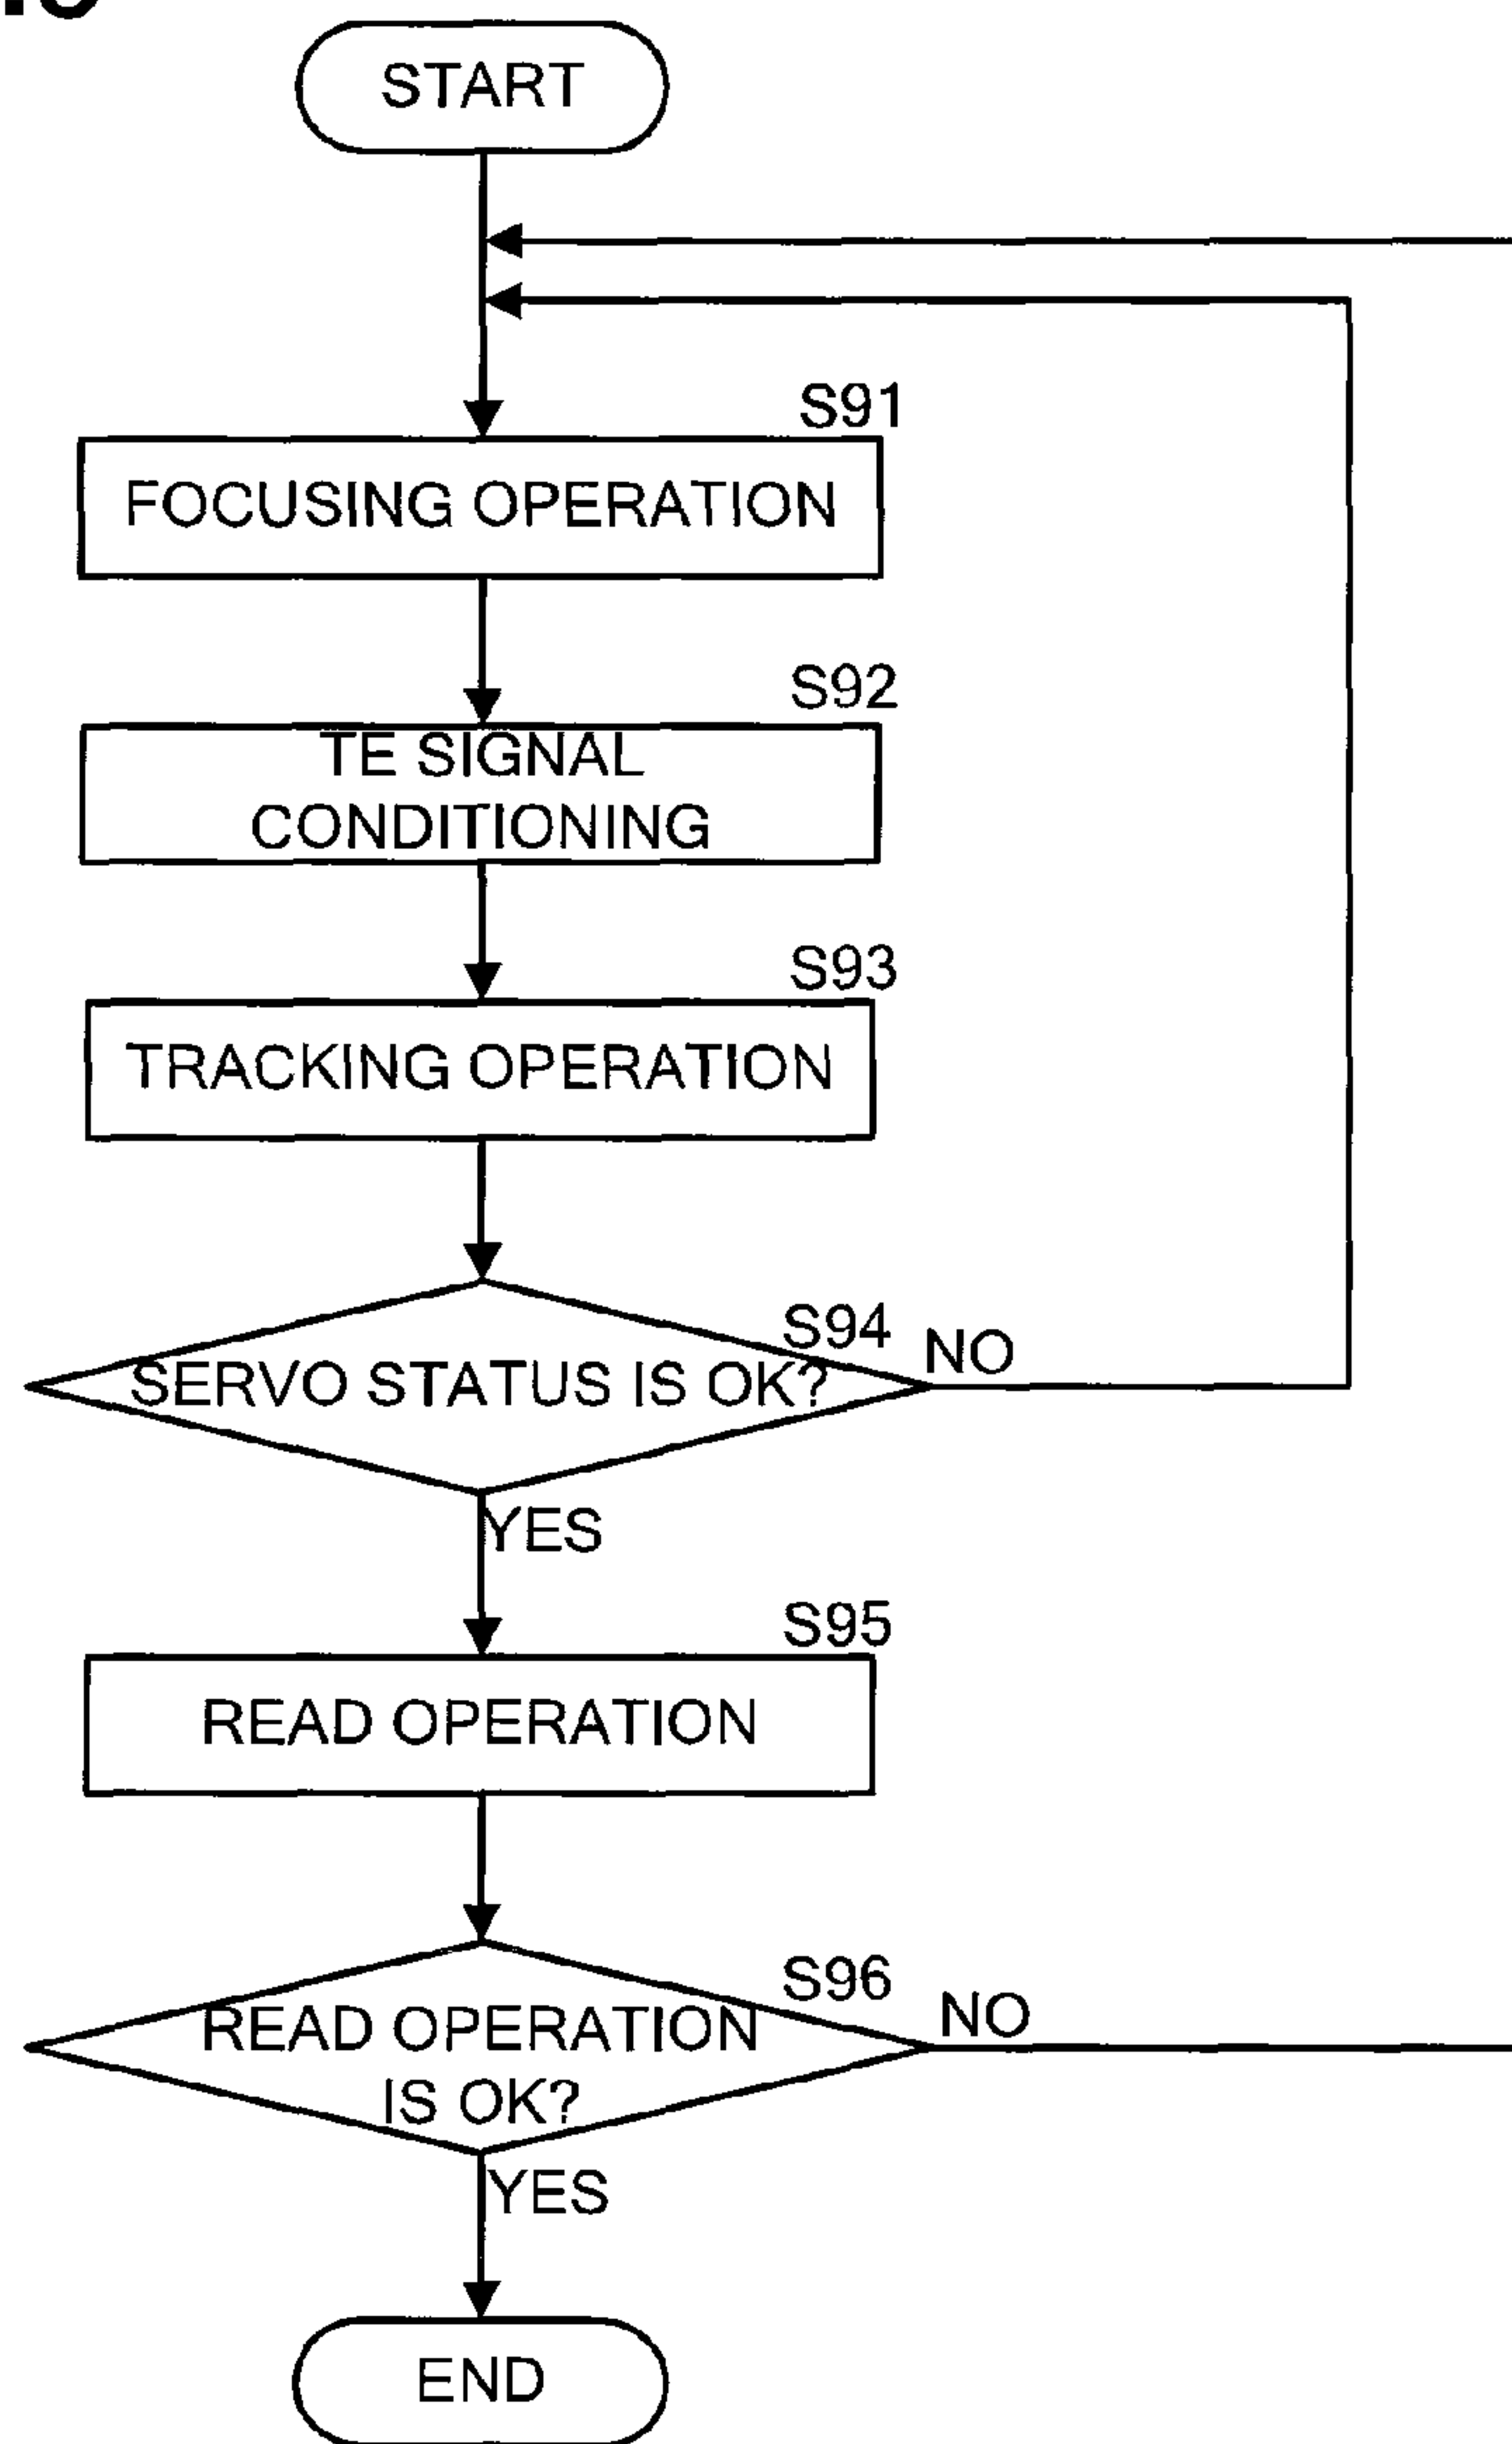 START
S91
FOCUSING OPERATION
S92
TE SIGNAL
CONDITIONING
S93
TRACKING OPERATION
S94
NO
SERVO STATUS IS OK?
YES
S95
READ OPERATION
S96
NO
READ OPERATION
IS OK?
YES
END